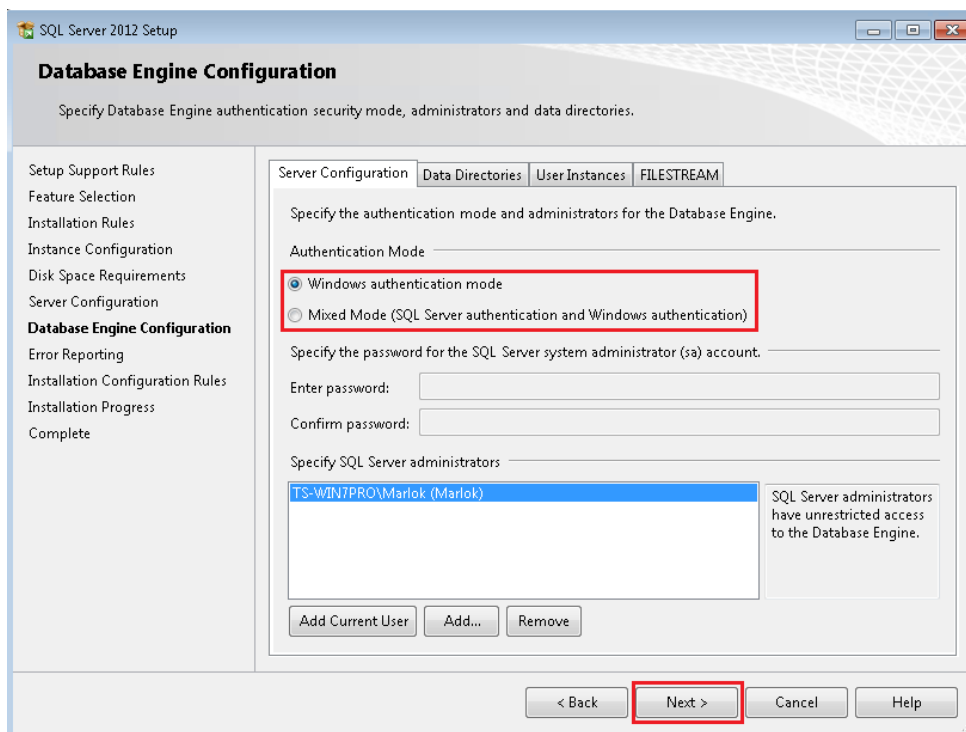 SQL Server 2012 Setup
Database Engine Configuration
Specify Database Engine authentication security mode, administrators and data directories.
Setup Support Rules
Feature Selection
Installation Rules
Instance Configuration
Disk Space Requirements
Server Configuration
Database Engine Configuration
Error Reporting
Installation Configuration Rules
Installation Progress
Complete
Server Configuration Data Directories User Instances FILESTREAM
Specify the authentication mode and administrators for the Database Engine.
Authentication Mode
Windows authentication mode
Mixed Mode (SQL Server authentication and Windows authentication)
Specify the password for the SQL Server system administrator (sa) account.
Enter password:
Confirm password:
Specify SQL Server administrators
TS-WIN7PRO\Marlok (Marlok)
SQL Server administrators
have unrestricted access
to the Database Engine.
Add Current User Add... Remove
< Back Next > Cancel Help